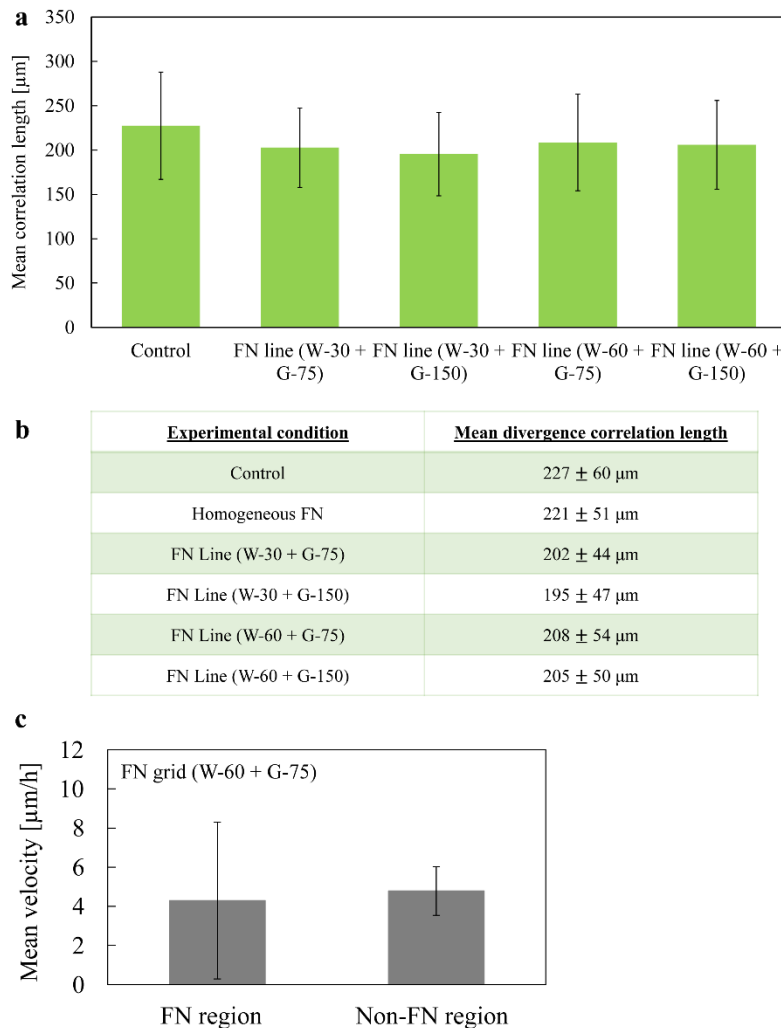 a
350
300
250
200
150
100
50
0
Mean correlation length [μm]
Control
FN line (W-30 + G-75)
FN line (W-30 + G-150)
FN line (W-60 + G-75)
FN line (W-60 + G-150)
b
Experimental condition Mean divergence correlation length
Control 227 ± 60 μm
Homogeneous FN 221 ± 51 μm
FN Line (W-30 + G-75) 202 ± 44 μm
FN Line (W-30 + G-150) 195 ± 47 μm
FN Line (W-60 + G-75) 208 ± 54 μm
FN Line (W-60 + G-150) 205 ± 50 μm
c
12
10
8
6
4
2
0
Mean velocity [μm/h]
FN grid (W-60 + G-75)
FN region
Non-FN region